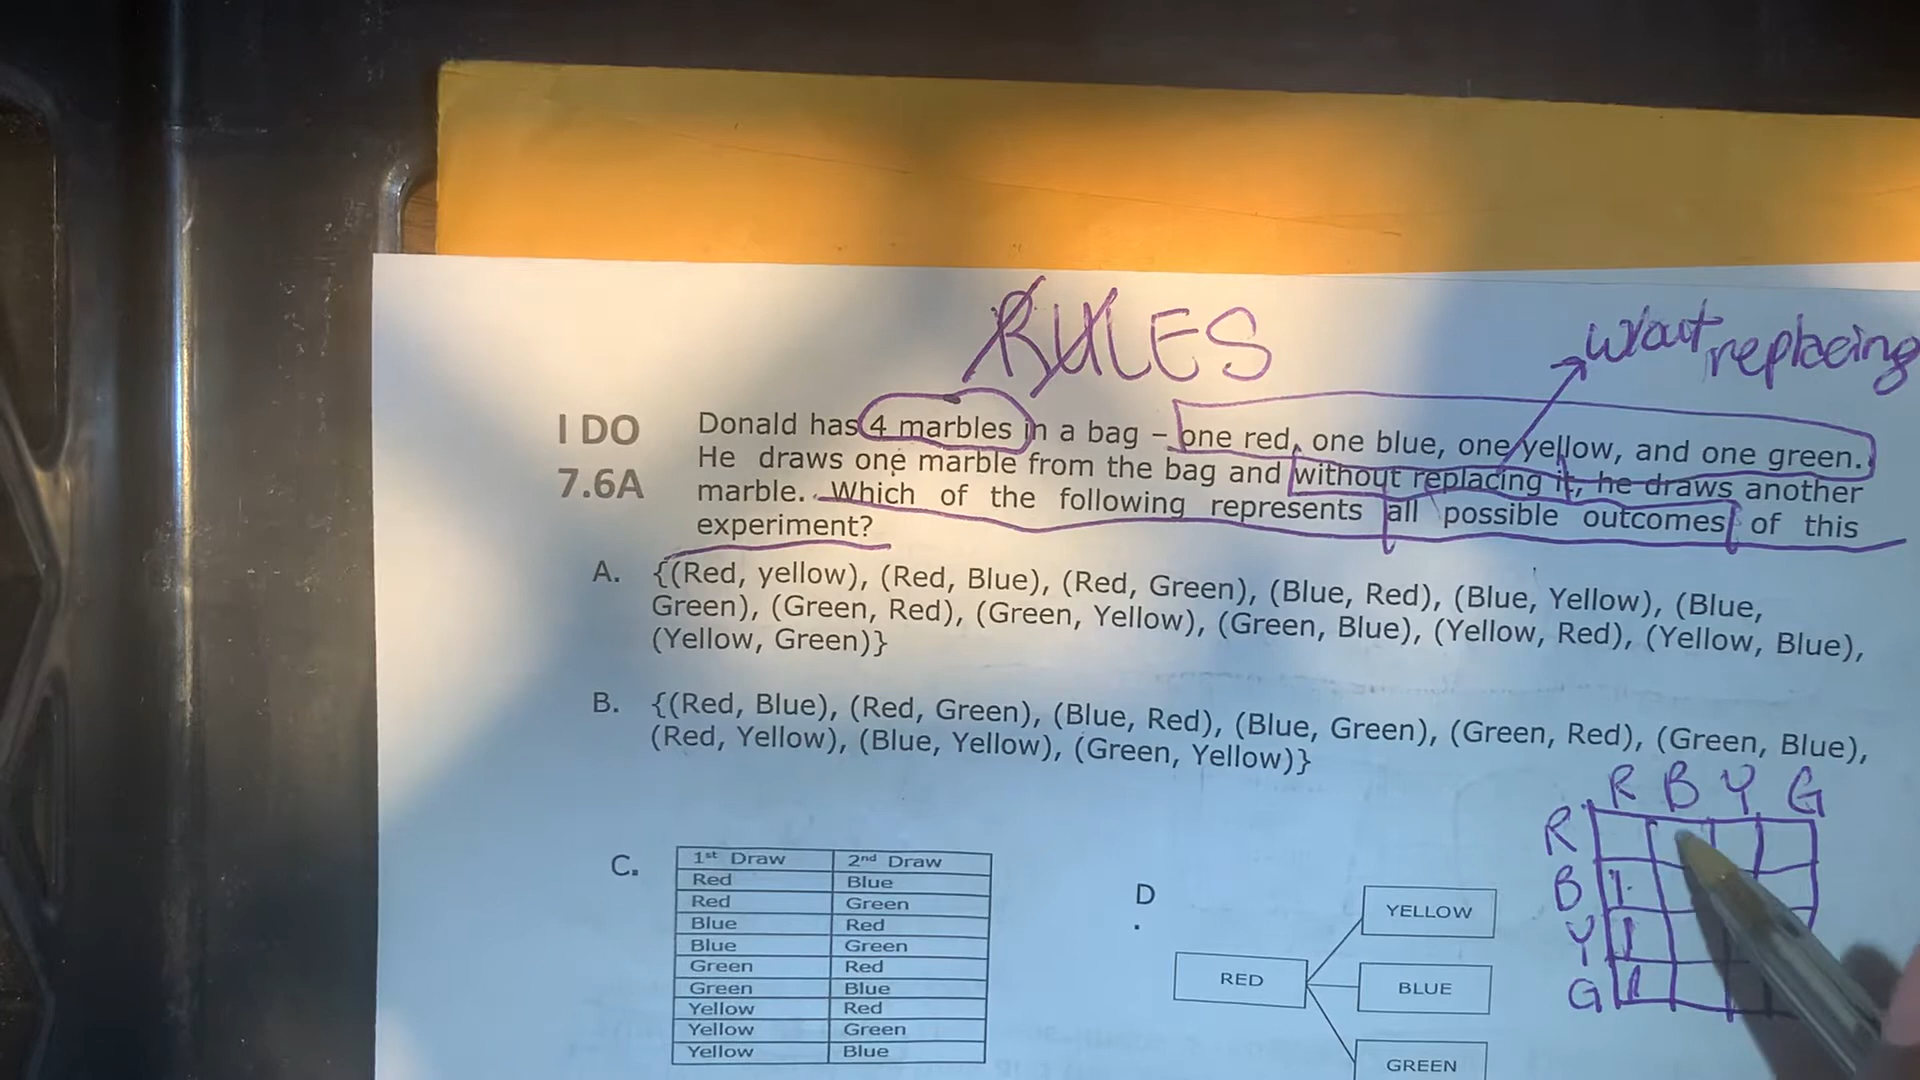 RULES
w/out replacing
I DO
7.6A
Donald has 4 marbles in a bag – one red, one blue, one yellow, and one green.
He draws one marble from the bag and without replacing it, he draws another
marble. Which of the following represents all possible outcomes of this
experiment?
A. {(Red, yellow), (Red, Blue), (Red, Green), (Blue, Red), (Blue, Yellow), (Blue,
Green), (Green, Red), (Green, Yellow), (Green, Blue), (Yellow, Red), (Yellow, Blue),
(Yellow, Green)}
B. {(Red, Blue), (Red, Green), (Blue, Red), (Blue, Green), (Green, Red), (Green, Blue),
(Red, Yellow), (Blue, Yellow), (Green, Yellow)}
C.
1st Draw 2nd Draw
Red Blue
Red Green
Blue Red
Blue Green
Green Red
Green Blue
Yellow Red
Yellow Green
Yellow Blue
D
.
RED
YELLOW
BLUE
GREEN
R B Y G
R
B 1
Y 1
G 1